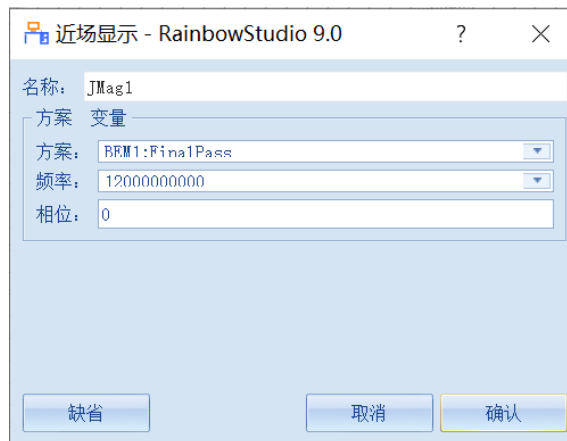 近场显示 - RainbowStudio 9.0 ?
名称: JMag1
方案 变量
方案: BEM1:FinalPass
频率: 12000000000
相位: 0
缺省 取消 确认